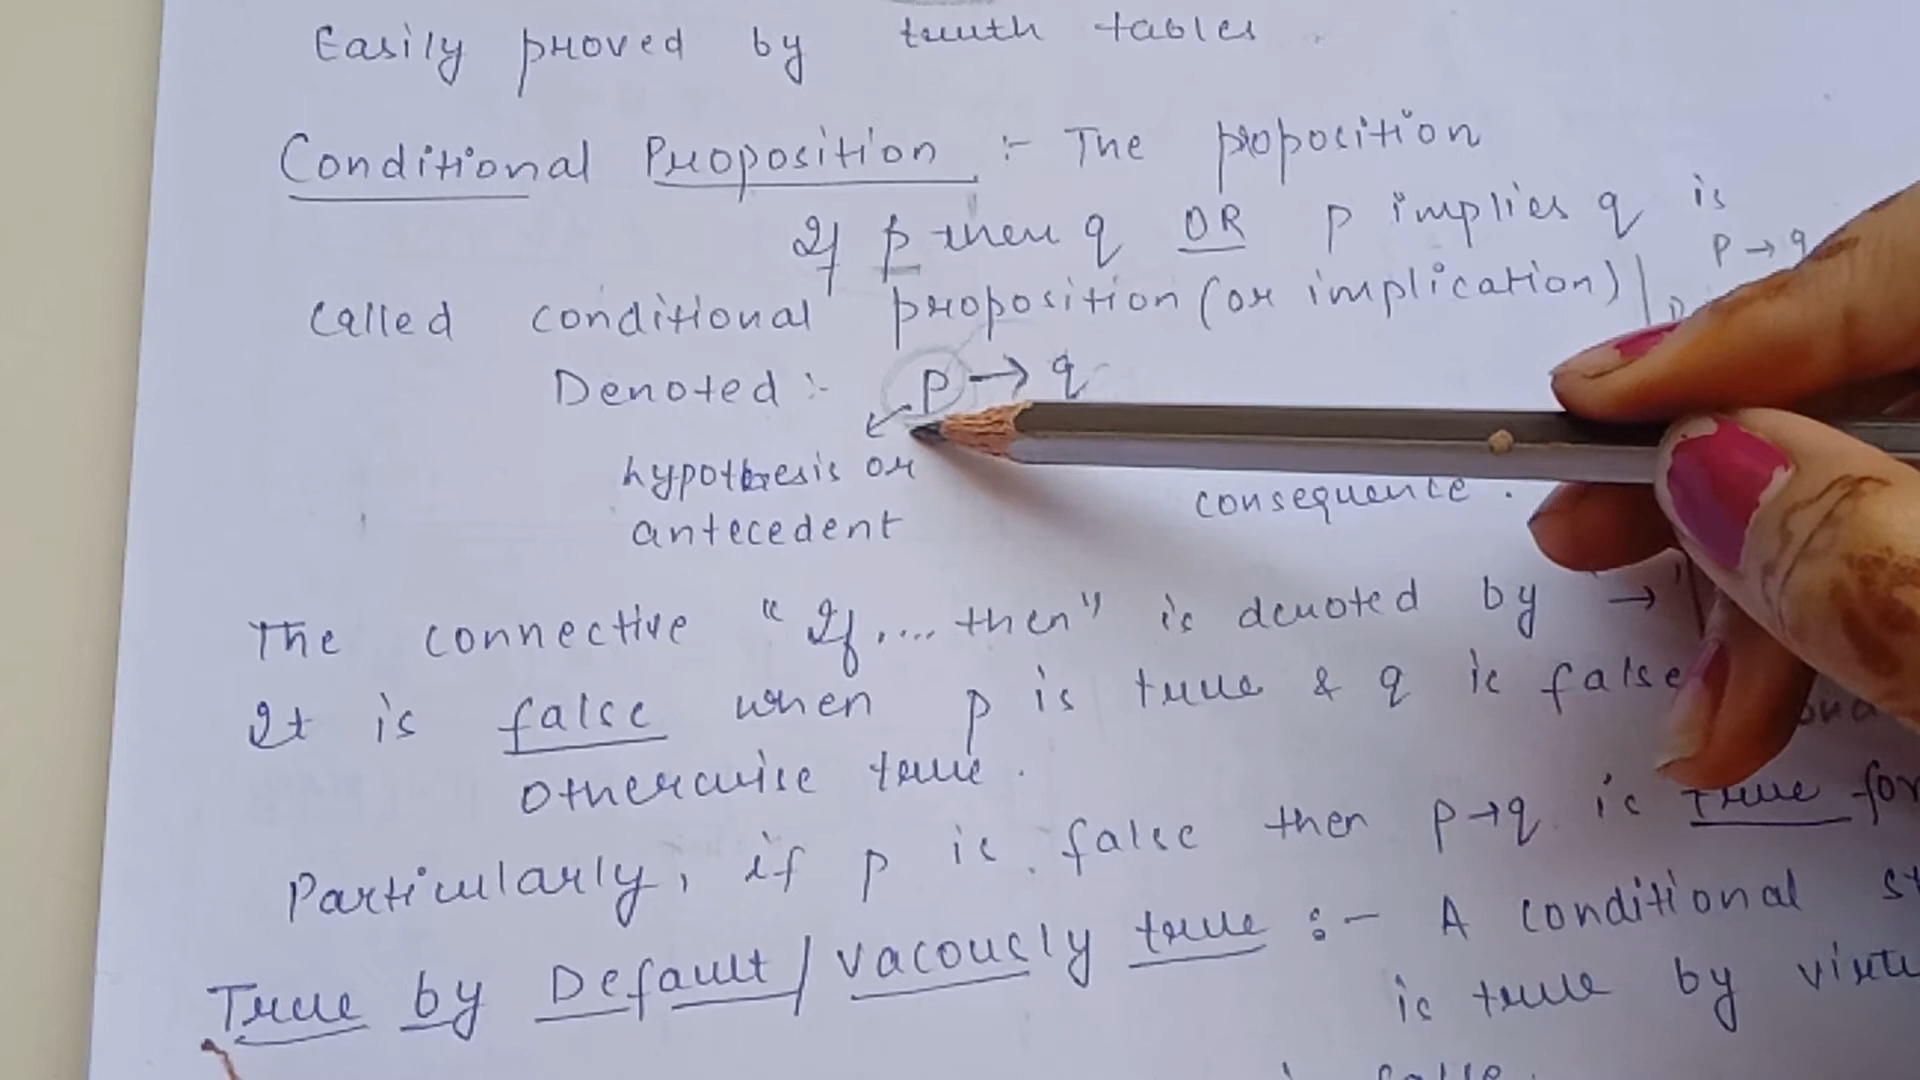 Easily proved by truth tables.
Conditional Proposition :- The proposition
If p then q OR p implies q is
p → q
called conditional proposition (or implication)
Denoted :- p → q
hypothesis or
antecedent
consequence.
The connective "If .... then" is denoted by →
It is false when p is true & q is false
otherwise true.
Particularly, if p is false then p→q is true for
True by Default/vacously true :- A conditional
is true by